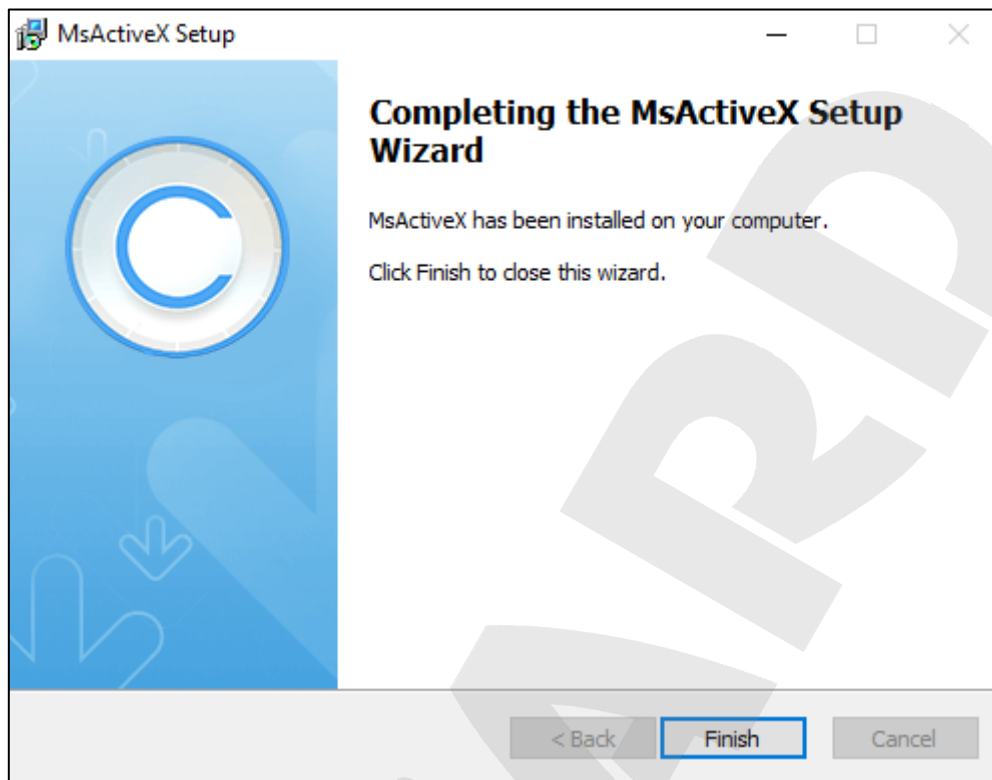 MsActiveX Setup
Completing the MsActiveX Setup
Wizard
MsActiveX has been installed on your computer.
Click Finish to close this wizard.
< Back
Finish
Cancel